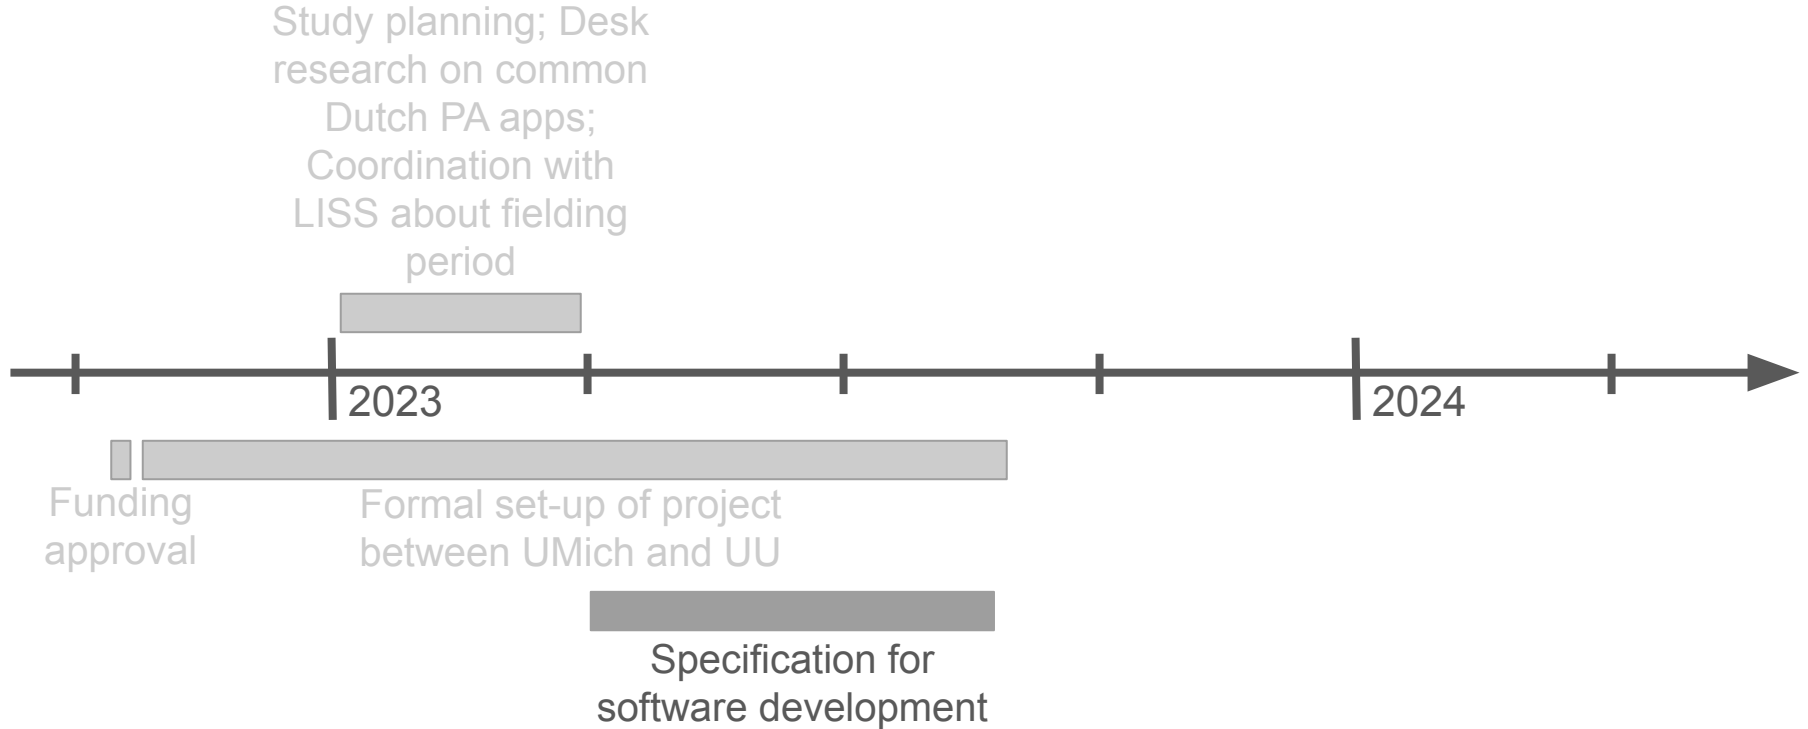 Study planning; Desk
research on common
Dutch PA apps;
Coordination with
LISS about fielding
period
2023
2024
Funding
approval
Formal set-up of project
between UMich and UU
Specification for
software development